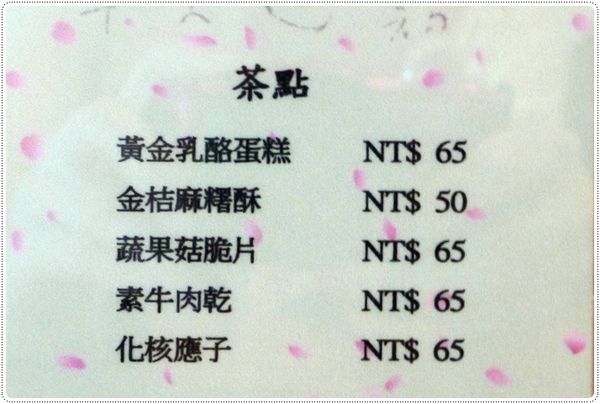 茶點
黃金乳酪蛋糕 NT$ 65
金桔麻糬酥 NT$ 50
蔬果菇脆片 NT$ 65
素牛肉乾 NT$ 65
化核應子 NT$ 65